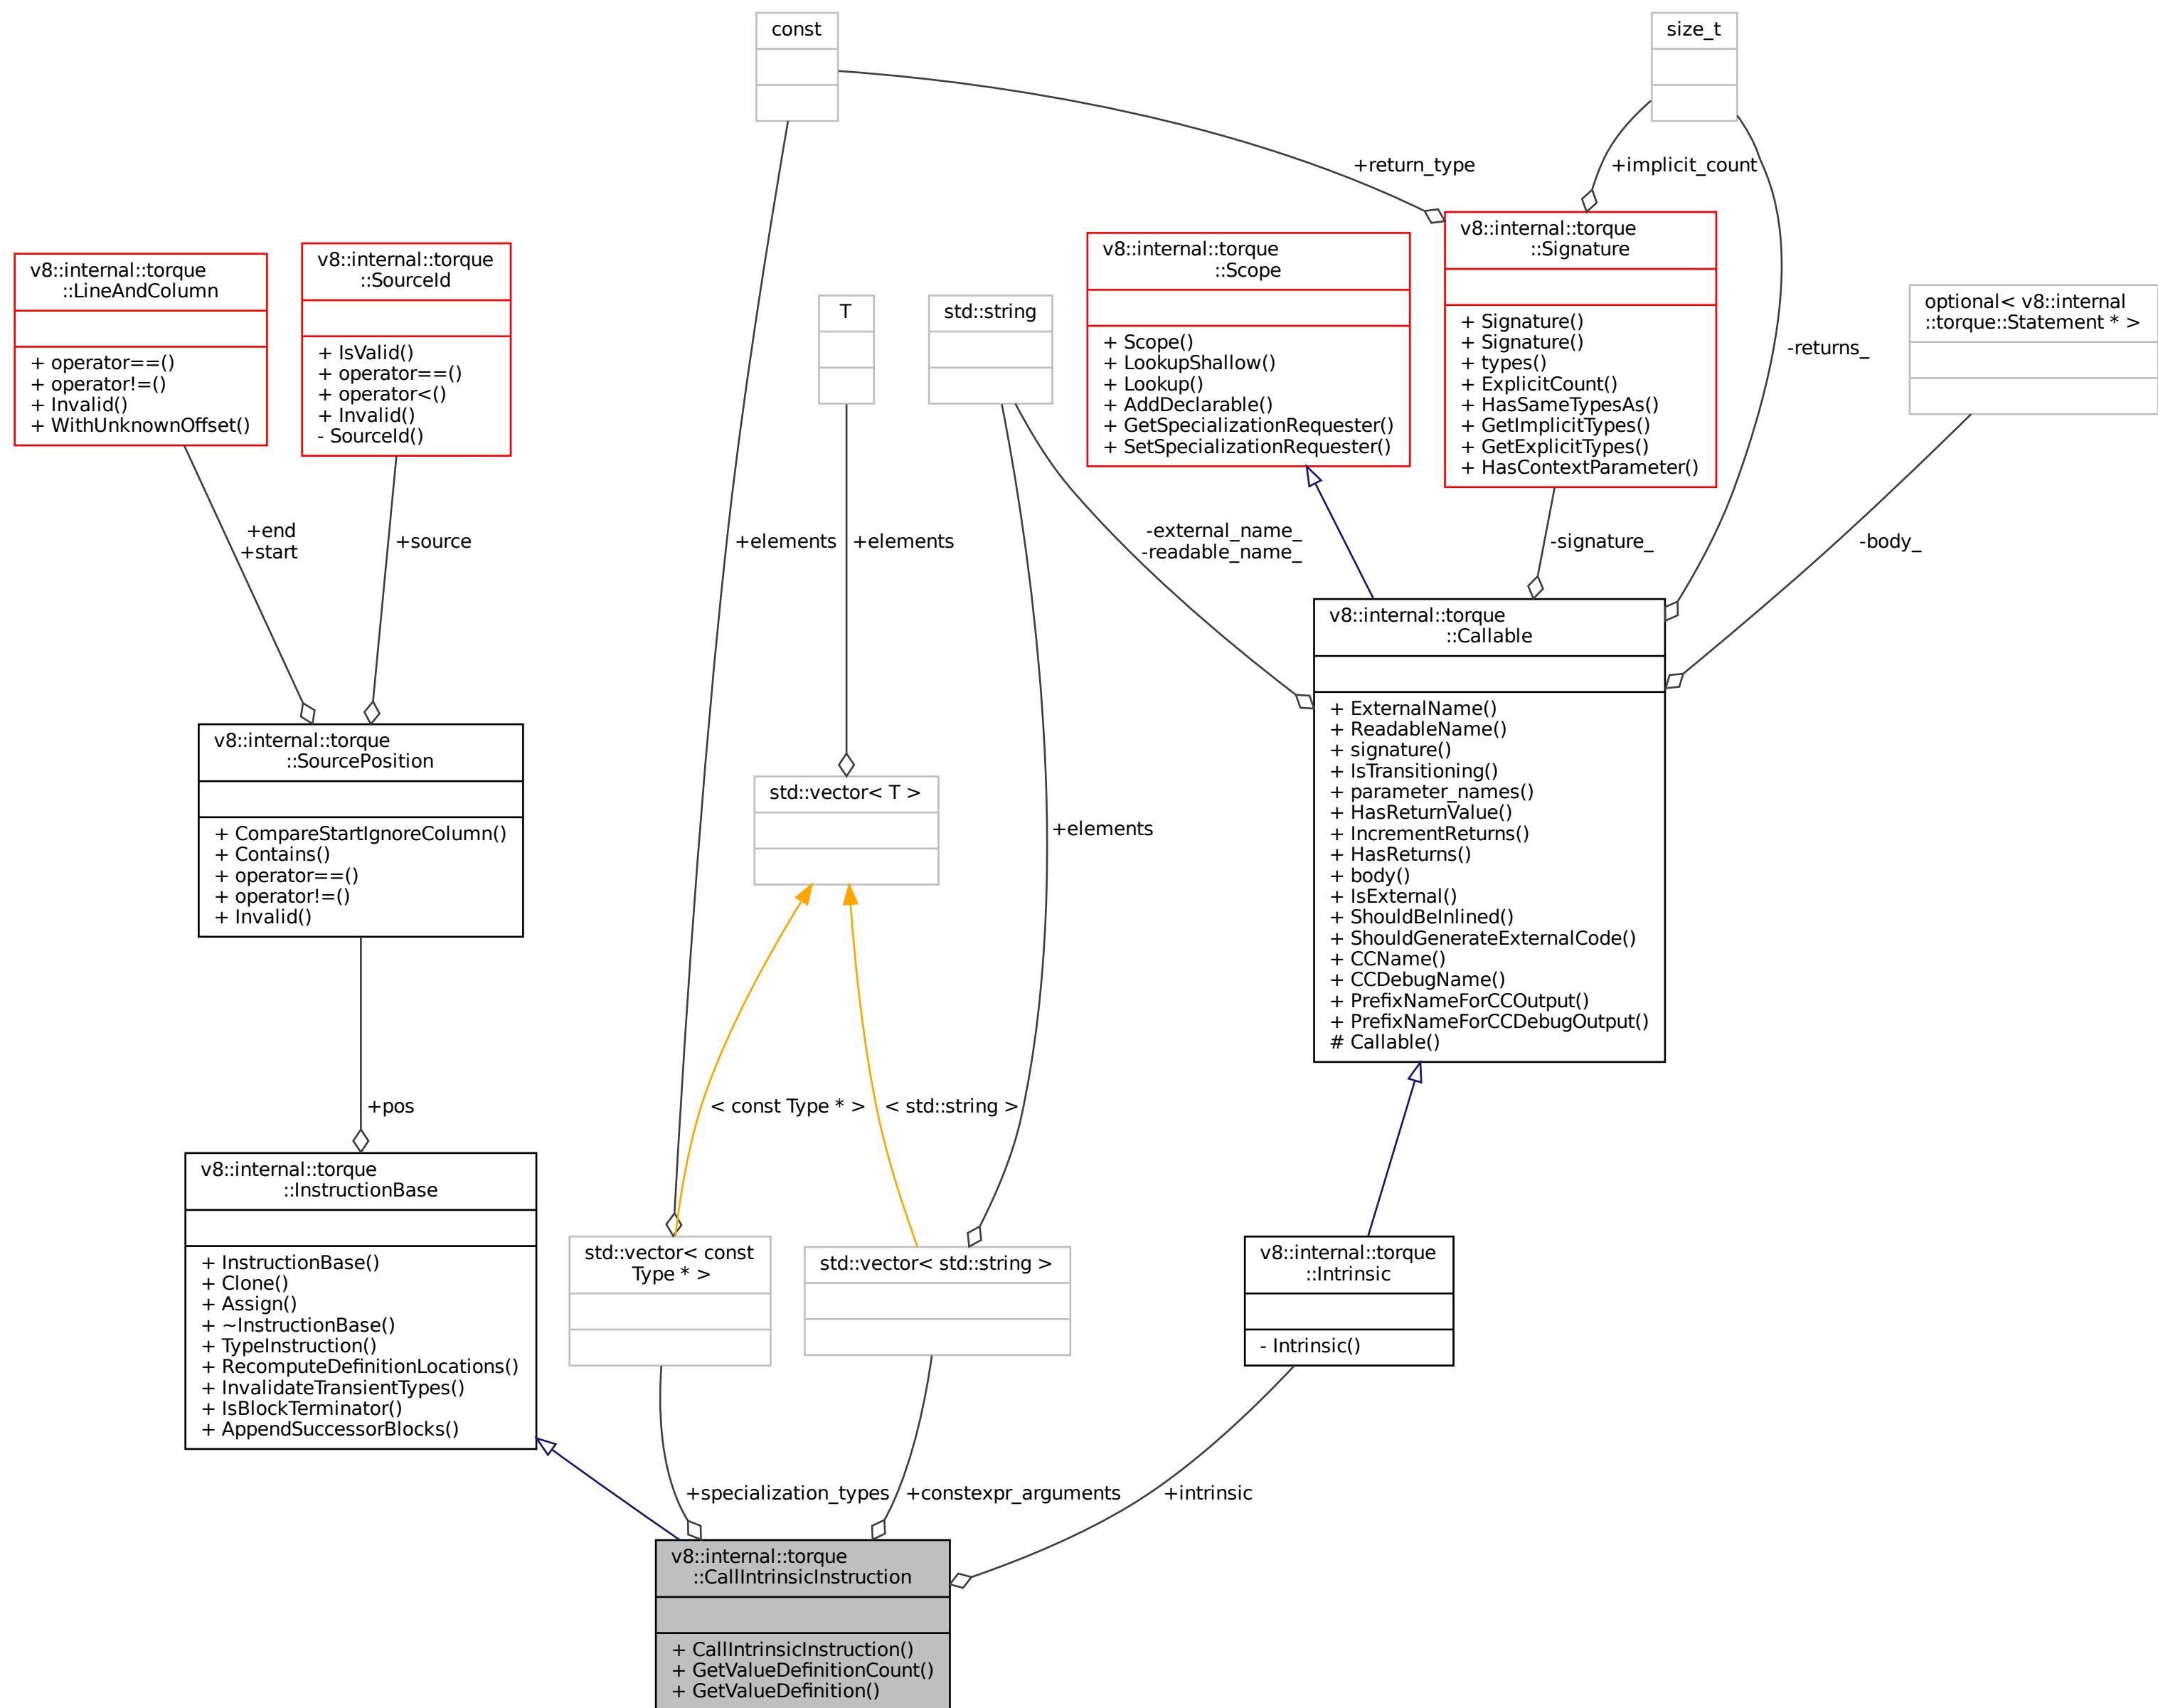 const
size_t
+return_type
+implicit_count
v8::internal::torque
::Signature
+ Signature()
+ Signature()
+ types()
+ ExplicitCount()
+ HasSameTypesAs()
+ GetImplicitTypes()
+ GetExplicitTypes()
+ HasContextParameter()
v8::internal::torque
::Scope
+ Scope()
+ LookupShallow()
+ Lookup()
+ AddDeclarable()
+ GetSpecializationRequester()
+ SetSpecializationRequester()
v8::internal::torque
::LineAndColumn
+ operator==()
+ operator!=()
+ Invalid()
+ WithUnknownOffset()
v8::internal::torque
::SourceId
+ IsValid()
+ operator==()
+ operator<()
+ Invalid()
- SourceId()
T
std::string
optional< v8::internal
::torque::Statement * >
-returns_
+end
+start
+source
+elements
+elements
-external_name_
-readable_name_
-signature_
-body_
v8::internal::torque
::Callable
+ ExternalName()
+ ReadableName()
+ signature()
+ IsTransitioning()
+ parameter_names()
+ HasReturnValue()
+ IncrementReturns()
+ HasReturns()
+ body()
+ IsExternal()
+ ShouldBeInlined()
+ ShouldGenerateExternalCode()
+ CCName()
+ CCDebugName()
+ PrefixNameForCCOutput()
+ PrefixNameForCCDebugOutput()
# Callable()
v8::internal::torque
::SourcePosition
+ CompareStartIgnoreColumn()
+ Contains()
+ operator==()
+ operator!=()
+ Invalid()
std::vector< T >
+elements
+pos
< const Type * >
< std::string >
v8::internal::torque
::InstructionBase
+ InstructionBase()
+ Clone()
+ Assign()
+ ~InstructionBase()
+ TypeInstruction()
+ RecomputeDefinitionLocations()
+ InvalidateTransientTypes()
+ IsBlockTerminator()
+ AppendSuccessorBlocks()
std::vector< const
Type * >
std::vector< std::string >
v8::internal::torque
::Intrinsic
- Intrinsic()
+specialization_types
+constexpr_arguments
+intrinsic
v8::internal::torque
::CallIntrinsicInstruction
+ CallIntrinsicInstruction()
+ GetValueDefinitionCount()
+ GetValueDefinition()